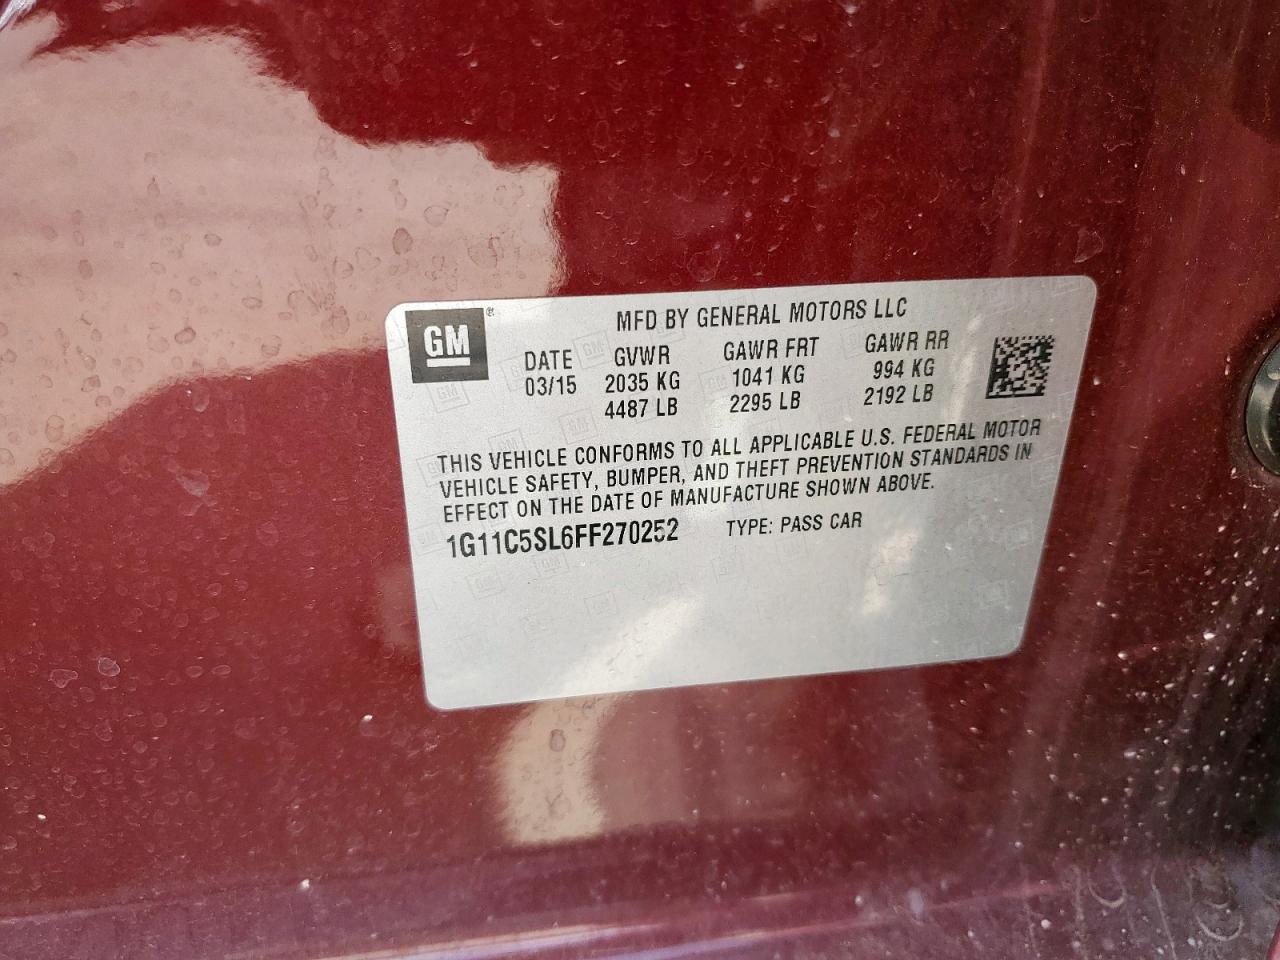 GM ®
MFD BY GENERAL MOTORS LLC
DATE GVWR GAWR FRT GAWR RR
03/15 2035 KG 1041 KG 994 KG
4487 LB 2295 LB 2192 LB
THIS VEHICLE CONFORMS TO ALL APPLICABLE U.S. FEDERAL MOTOR
VEHICLE SAFETY, BUMPER, AND THEFT PREVENTION STANDARDS IN
EFFECT ON THE DATE OF MANUFACTURE SHOWN ABOVE.
1G11C5SL6FF270252 TYPE: PASS CAR